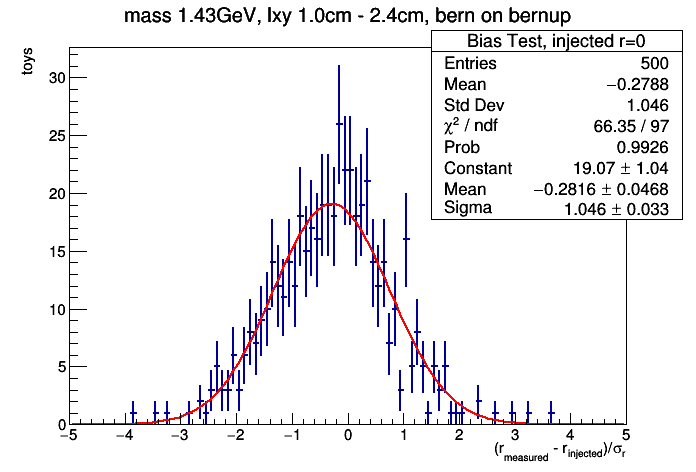 mass 1.43GeV, lxy 1.0cm - 2.4cm, bern on bernup
toys
Bias Test, injected r=0
Entries 500
Mean −0.2788
Std Dev 1.046
χ² / ndf 66.35 / 97
Prob 0.9926
Constant 19.07 ± 1.04
Mean −0.2816 ± 0.0468
Sigma 1.046 ± 0.033
30
25
20
15
10
5
0
−5 −4 −3 −2 −1 0 1 2 3 4 5
(r_measured - r_injected)/σ_r